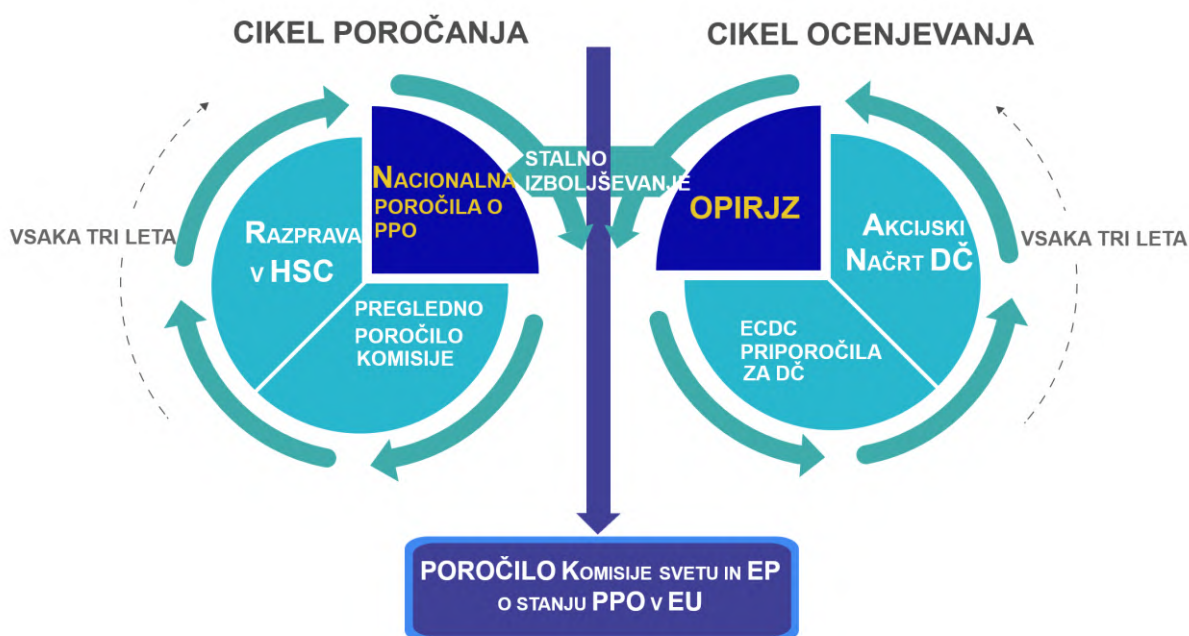 CIKEL POROČANJA
CIKEL OCENJEVANJA
STALNO
IZBOLJŠEVANJE
NACIONALNA
POROČILA O
PPO
OPIRJZ
RAZPRAVA
V HSC
AKCIJSKI
NAČRT DČ
VSAKA TRI LETA
VSAKA TRI LETA
PREGLEDNO
POROČILO
KOMISIJE
ECDC
PRIPOROČILA
ZA DČ
POROČILO KOMISIJE SVETU IN EP
O STANJU PPO V EU